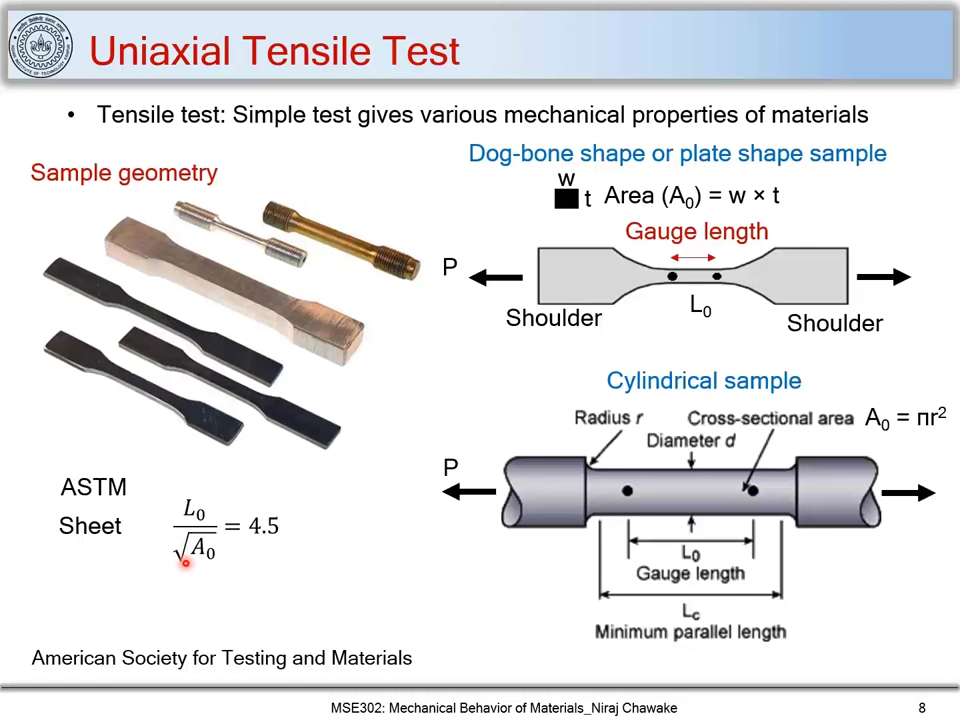 Uniaxial Tensile Test
• Tensile test: Simple test gives various mechanical properties of materials
Sample geometry
Dog-bone shape or plate shape sample
w
t Area (A₀) = w × t
Gauge length
P
Shoulder
L₀
Shoulder
Cylindrical sample
Radius r
Cross-sectional area
A₀ = πr²
Diameter d
P
L₀
Gauge length
L_c
Minimum parallel length
ASTM
Sheet L₀/√A₀ = 4.5
American Society for Testing and Materials
MSE302: Mechanical Behavior of Materials_Niraj Chawake
8